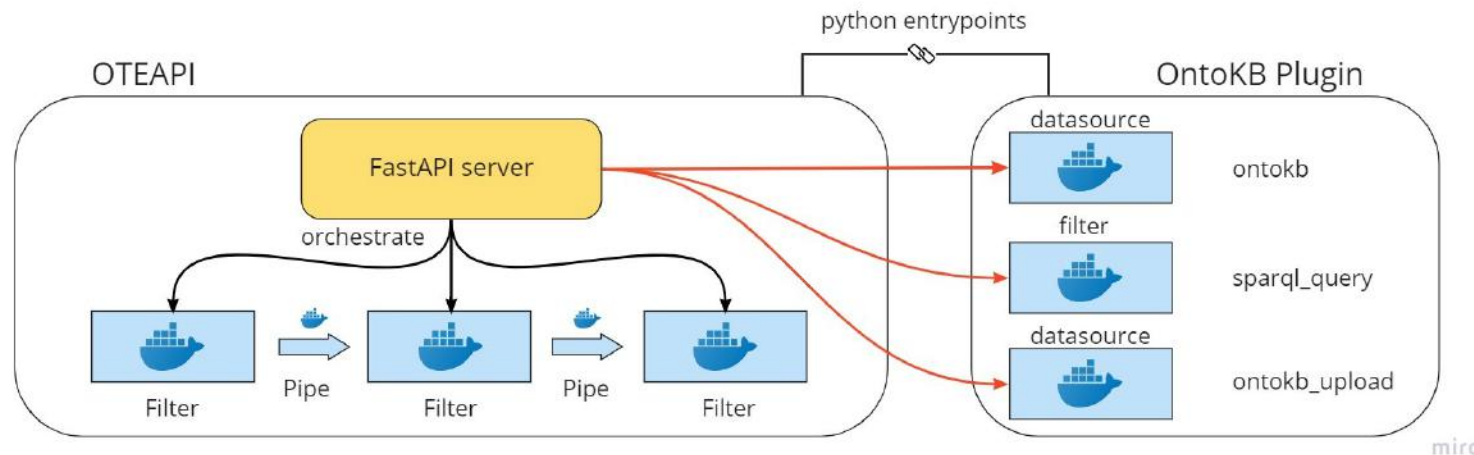 python entrypoints
OTEAPI
OntoKB Plugin
FastAPI server
orchestrate
Filter
Pipe
Filter
Pipe
Filter
datasource
ontokb
filter
sparql_query
datasource
ontokb_upload